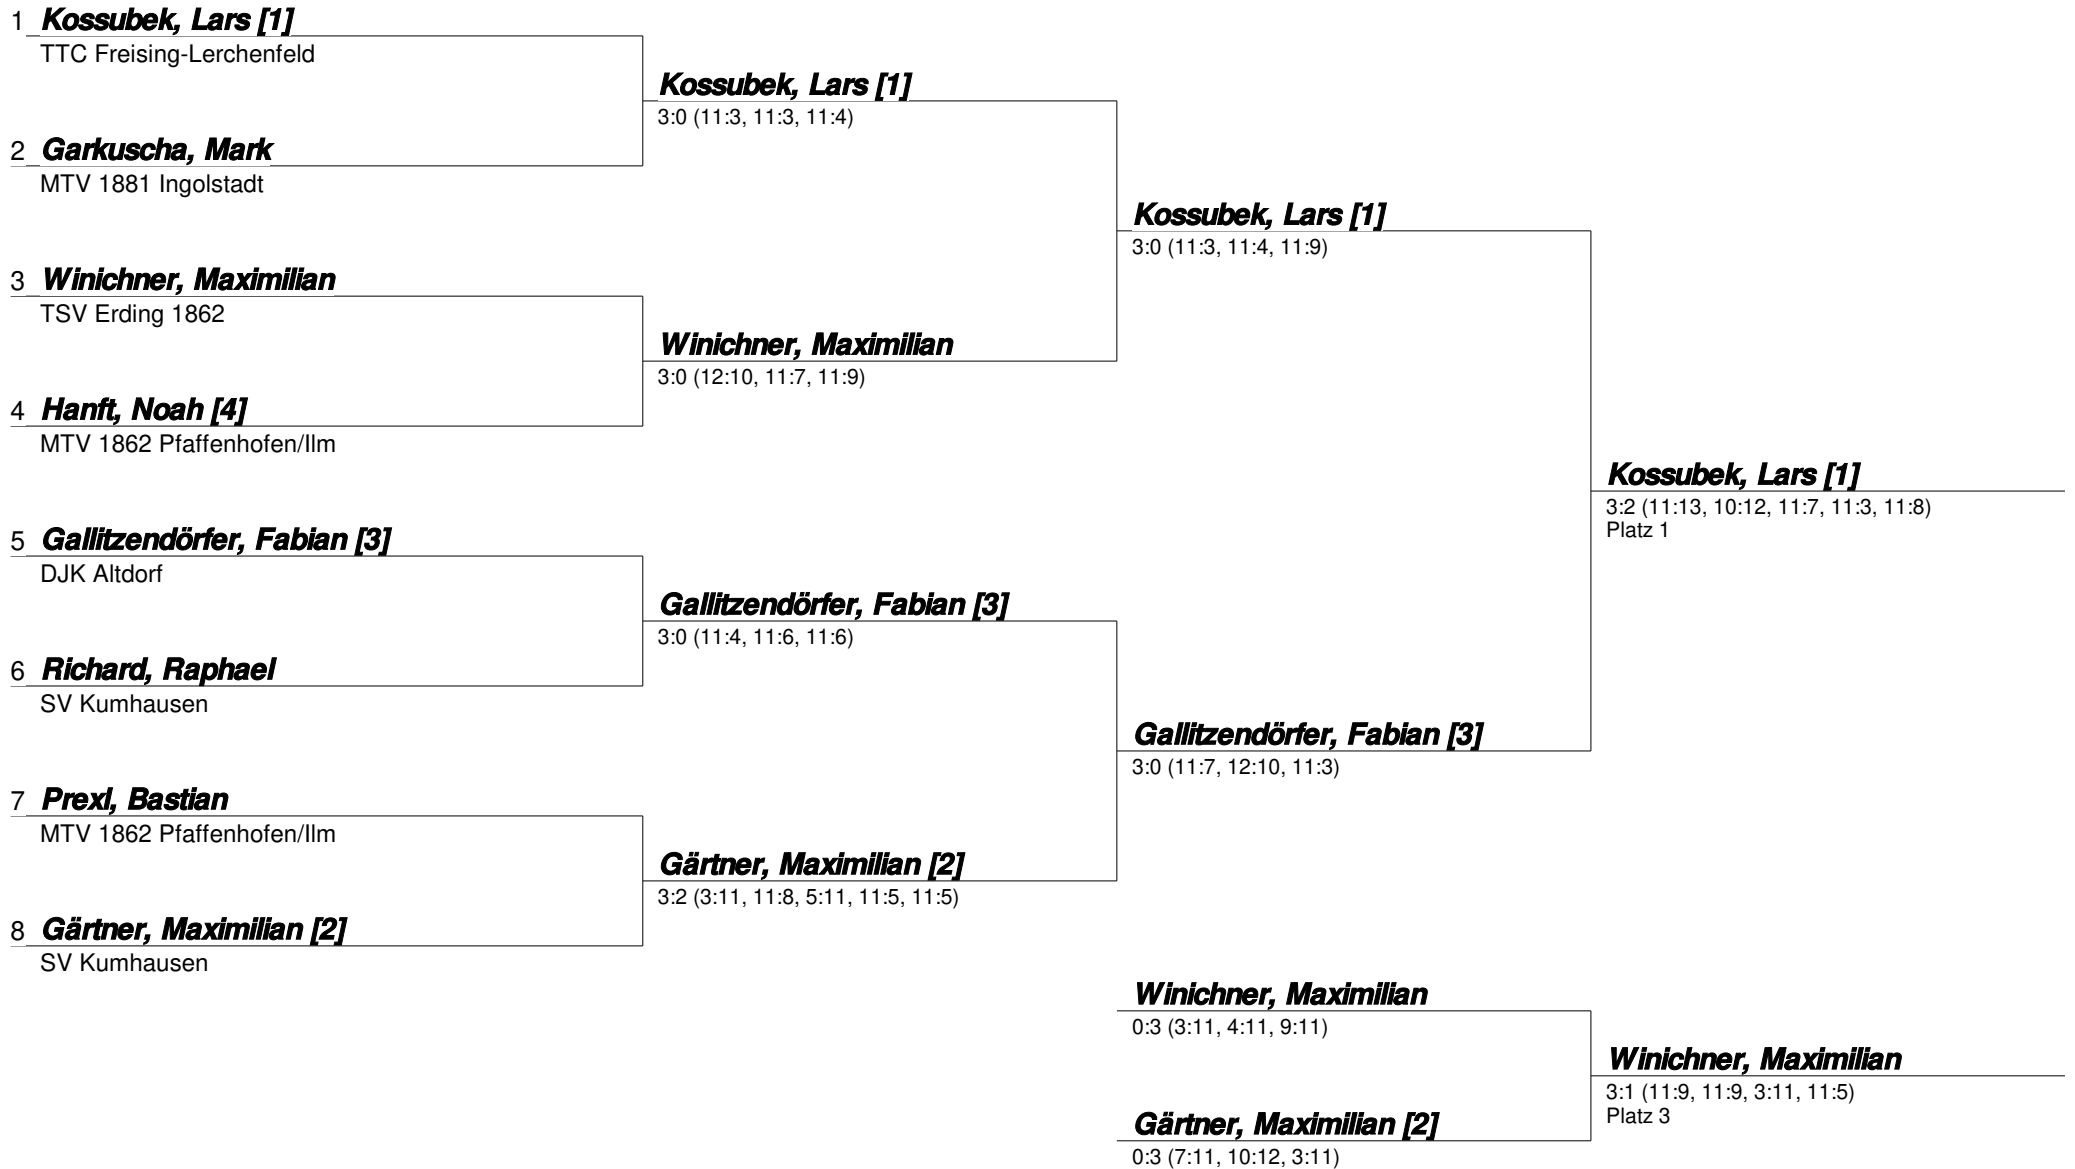 1 Kossubek, Lars [1]
TTC Freising-Lerchenfeld
2 Garkuscha, Mark
MTV 1881 Ingolstadt
3 Winichner, Maximilian
TSV Erding 1862
4 Hanft, Noah [4]
MTV 1862 Pfaffenhofen/Ilm
5 Gallitzendörfer, Fabian [3]
DJK Altdorf
6 Richard, Raphael
SV Kumhausen
7 Prexl, Bastian
MTV 1862 Pfaffenhofen/Ilm
8 Gärtner, Maximilian [2]
SV Kumhausen
Kossubek, Lars [1]
3:0 (11:3, 11:3, 11:4)
Winichner, Maximilian
3:0 (12:10, 11:7, 11:9)
Gallitzendörfer, Fabian [3]
3:0 (11:4, 11:6, 11:6)
Gärtner, Maximilian [2]
3:2 (3:11, 11:8, 5:11, 11:5, 11:5)
Kossubek, Lars [1]
3:0 (11:3, 11:4, 11:9)
Gallitzendörfer, Fabian [3]
3:0 (11:7, 12:10, 11:3)
Kossubek, Lars [1]
3:2 (11:13, 10:12, 11:7, 11:3, 11:8)
Platz 1
Winichner, Maximilian
0:3 (3:11, 4:11, 9:11)
Gärtner, Maximilian [2]
0:3 (7:11, 10:12, 3:11)
Winichner, Maximilian
3:1 (11:9, 11:9, 3:11, 11:5)
Platz 3